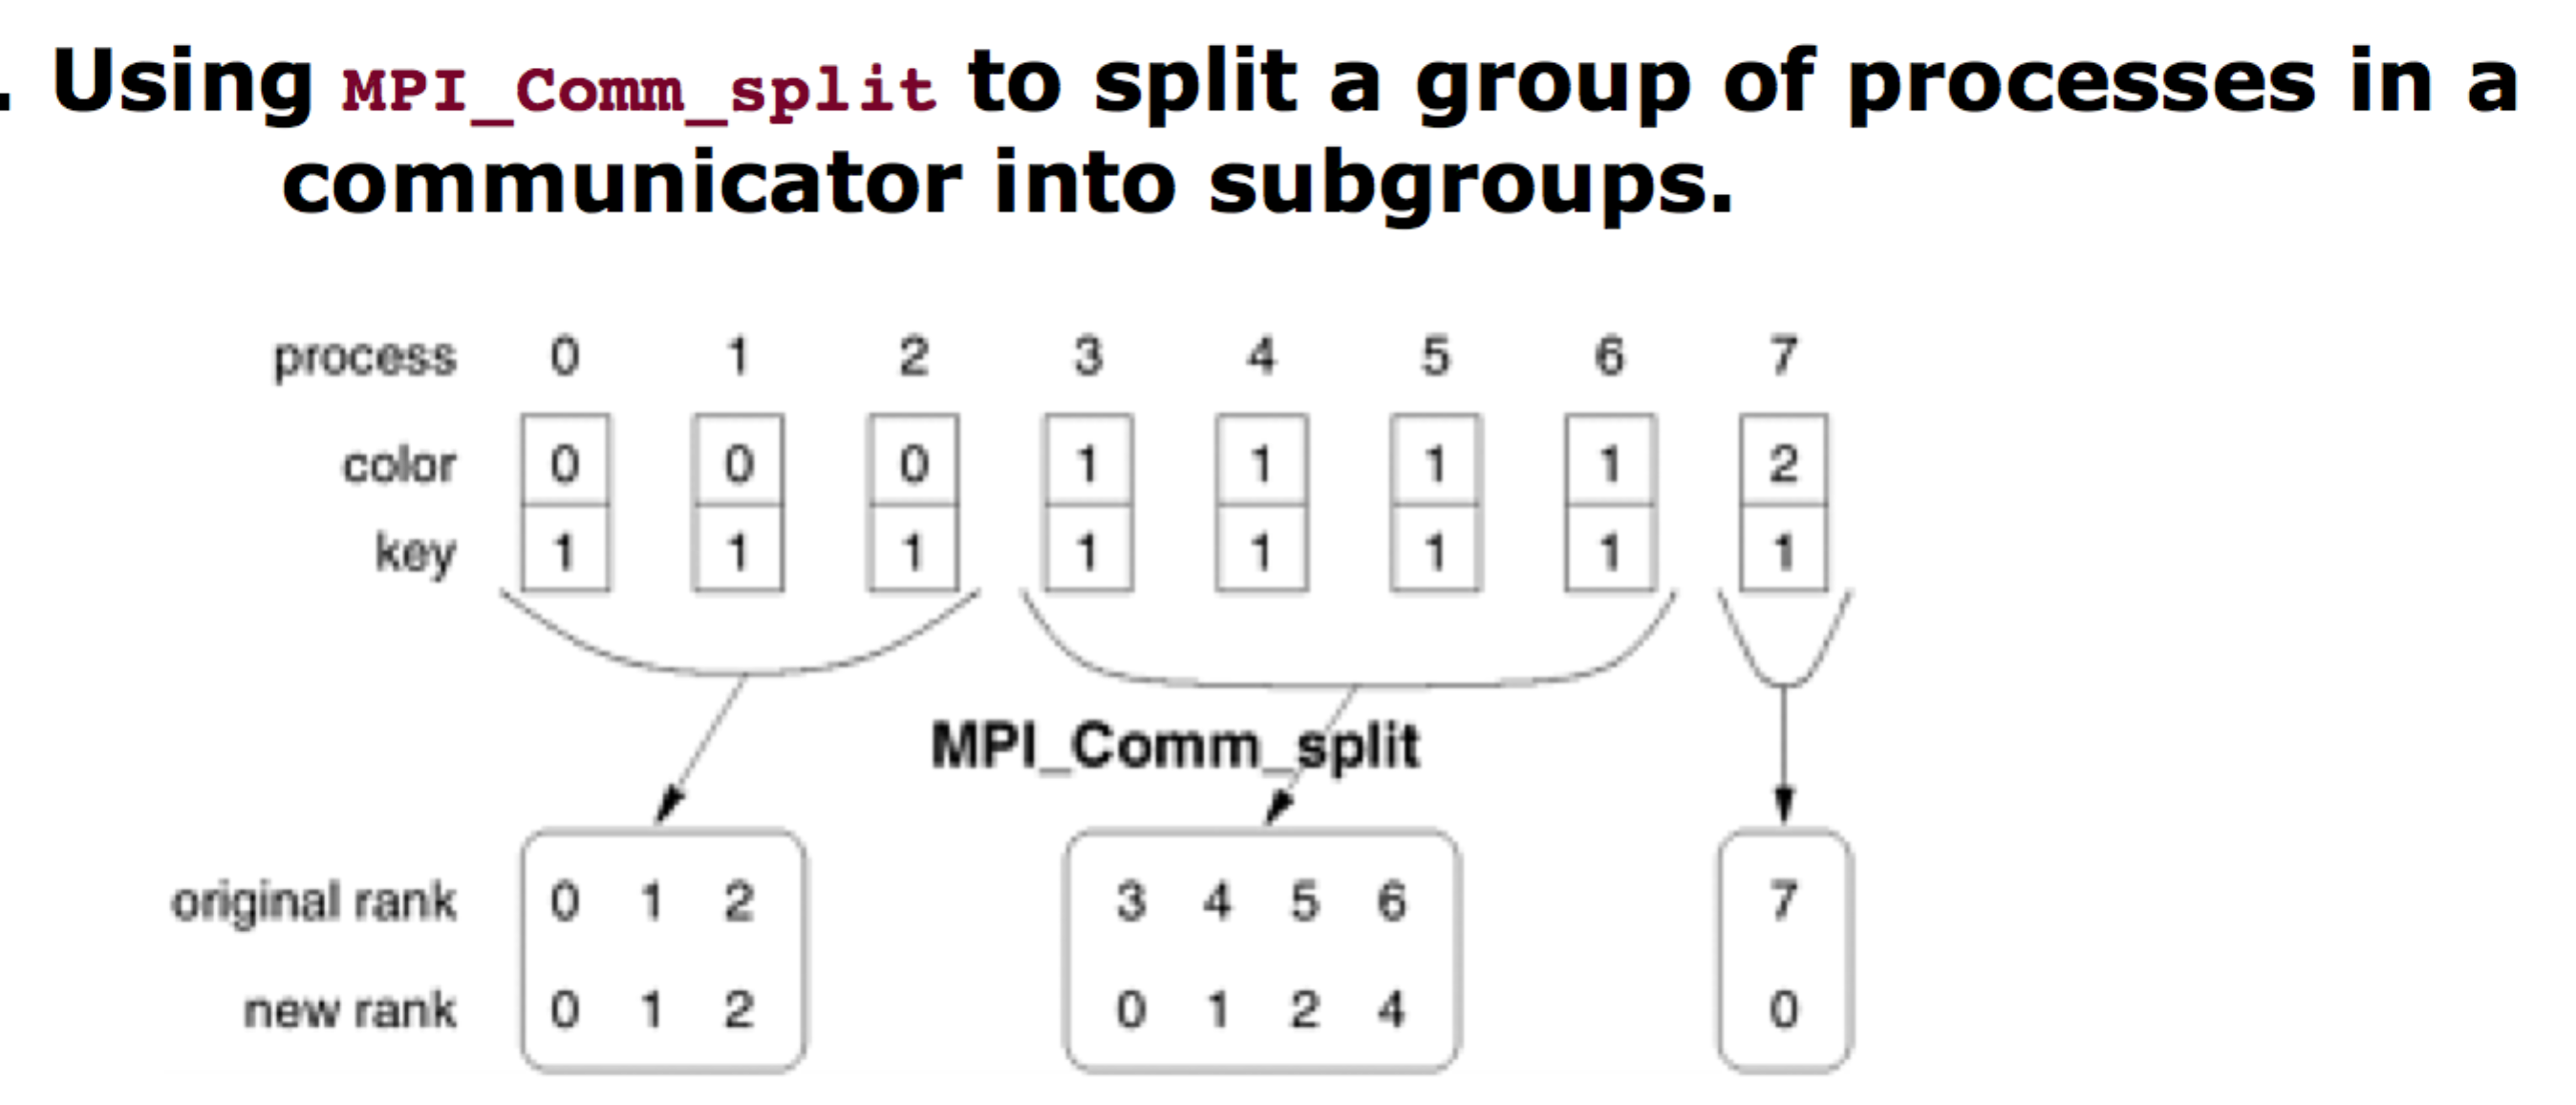 . Using MPI_Comm_split to split a group of processes in a
communicator into subgroups.
process 0 1 2 3 4 5 6 7
color 0 0 0 1 1 1 1 2
key 1 1 1 1 1 1 1 1
MPI_Comm_split
original rank 0 1 2 3 4 5 6 7
new rank 0 1 2 0 1 2 4 0